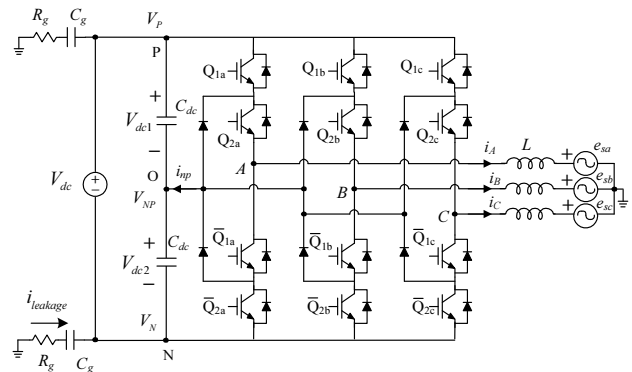 R_g C_g V_P
P
Q_1a Q_1b Q_1c
+ C_dc
V_dc1
−
Q_2a Q_2b Q_2c
A i_A L + e_sa
V_dc + −
O i_np
V_NP
B i_B + e_sb
C i_C + e_sc
+ C_dc
V_dc2
−
Q̅_1a Q̅_1b Q̅_1c
Q̅_2a Q̅_2b Q̅_2c
i_leakage
V_N
R_g C_g N